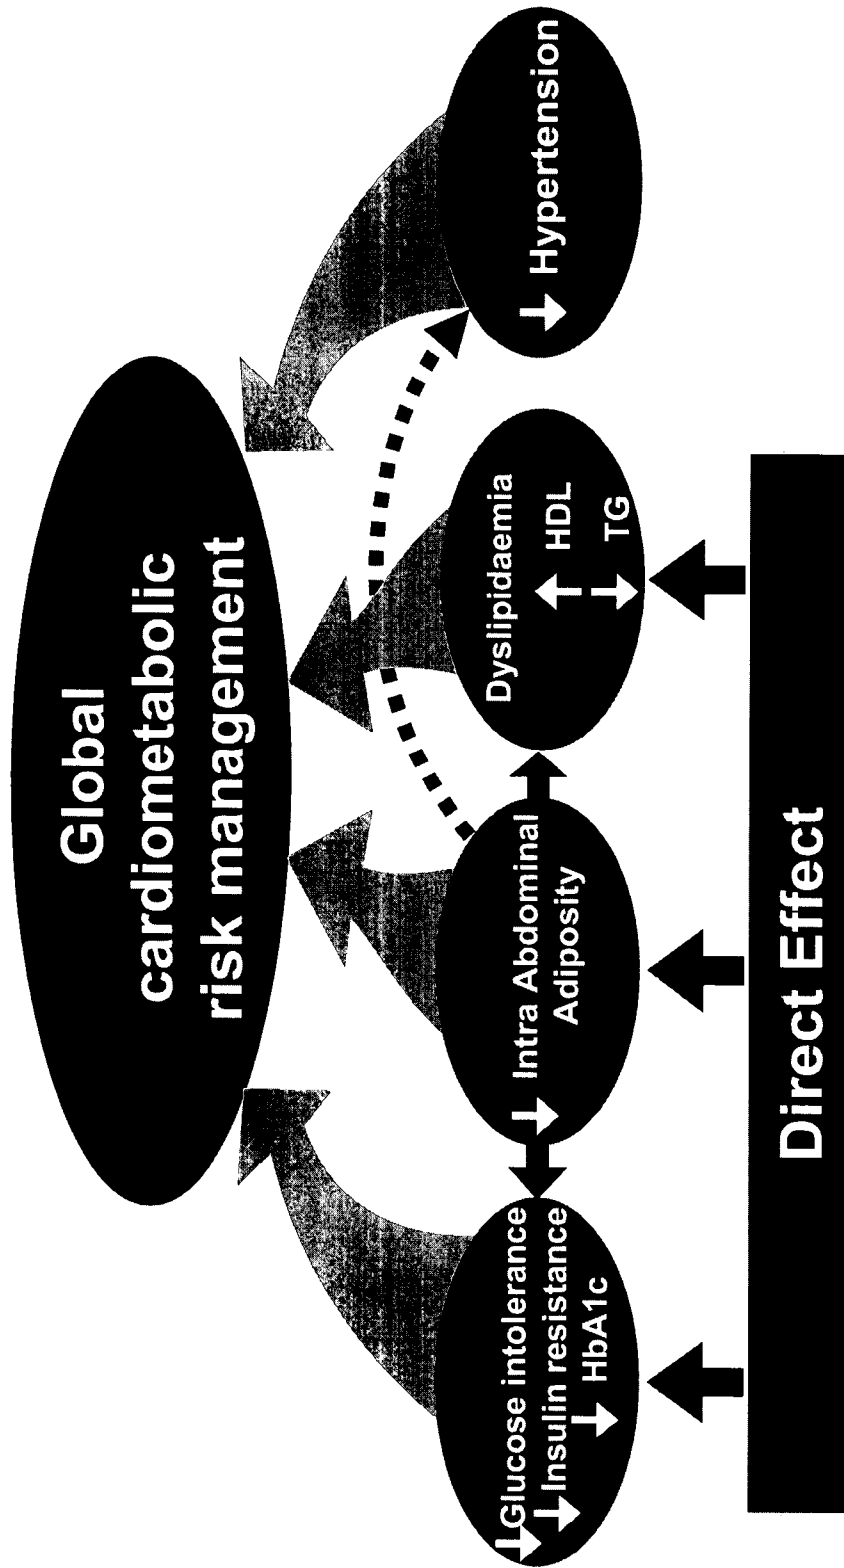 Global
cardiometabolic
risk management
Glucose intolerance
Insulin resistance
HbA1c
Intra Abdominal
Adiposity
Dyslipidaemia
HDL
TG
Hypertension
Direct Effect